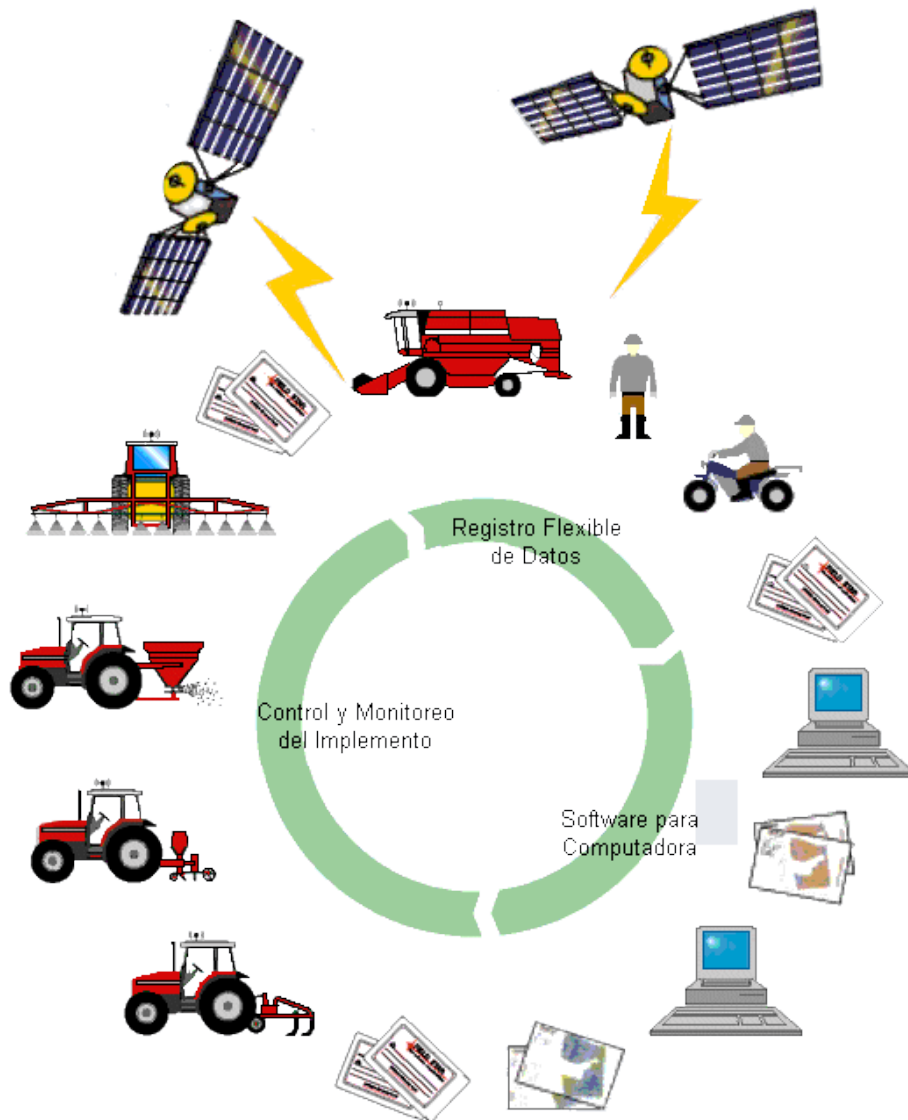 Registro Flexible
de Datos
Control y Monitoreo
del Implemento
Software para
Computadora